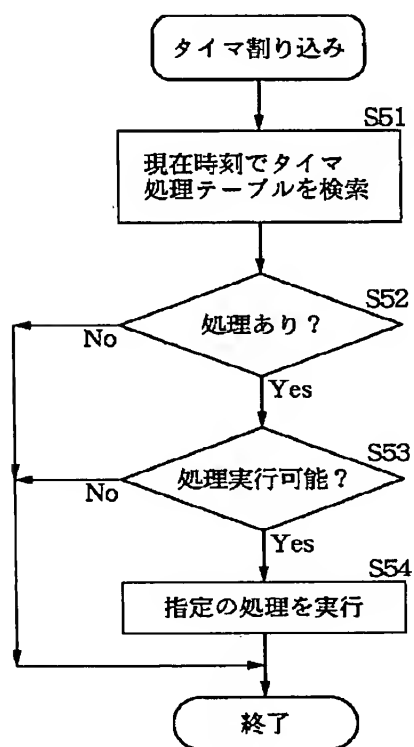 タイマ割り込み
S51
現在時刻でタイマ
処理テーブルを検索
S52
処理あり？
No
Yes
S53
処理実行可能？
No
Yes
S54
指定の処理を実行
終了